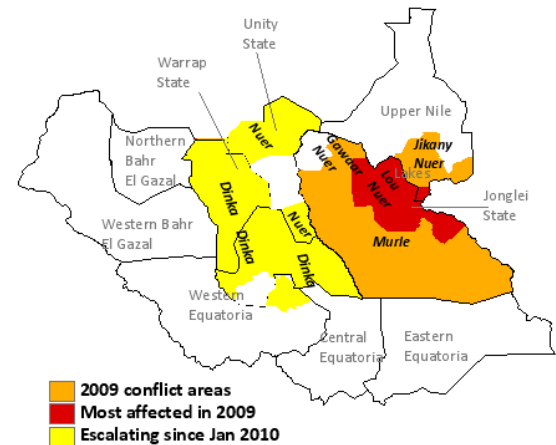 Unity
State
Warrap
State
Upper Nile
Northern
Bahr
El Gazal
Nuer
Gawaar
Nuer
Jikany
Nuer
Lakes
Lou
Nuer
Jonglei
State
Dinka
Western Bahr
El Gazal
Nuer
Dinka
Murle
Dinka
Western
Equatoria
Central
Equatoria
Eastern
Equatoria
2009 conflict areas
Most affected in 2009
Escalating since Jan 2010